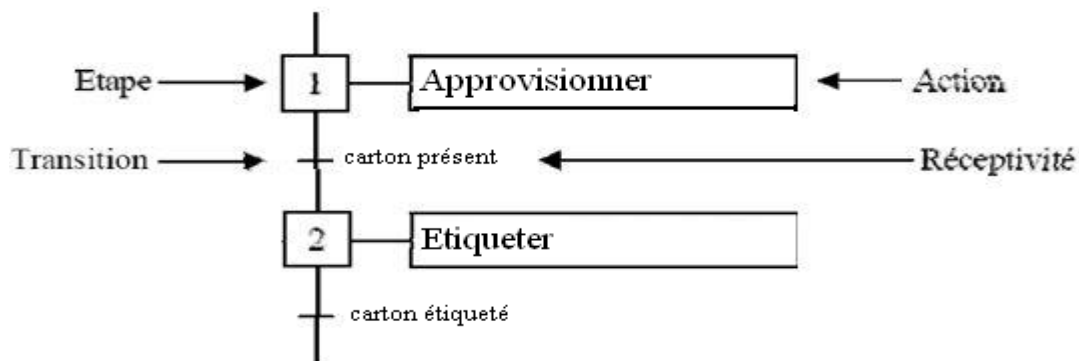 Etape 1 Approvisionner Action
Transition carton présent Réceptivité
2 Etiqueter
carton étiqueté